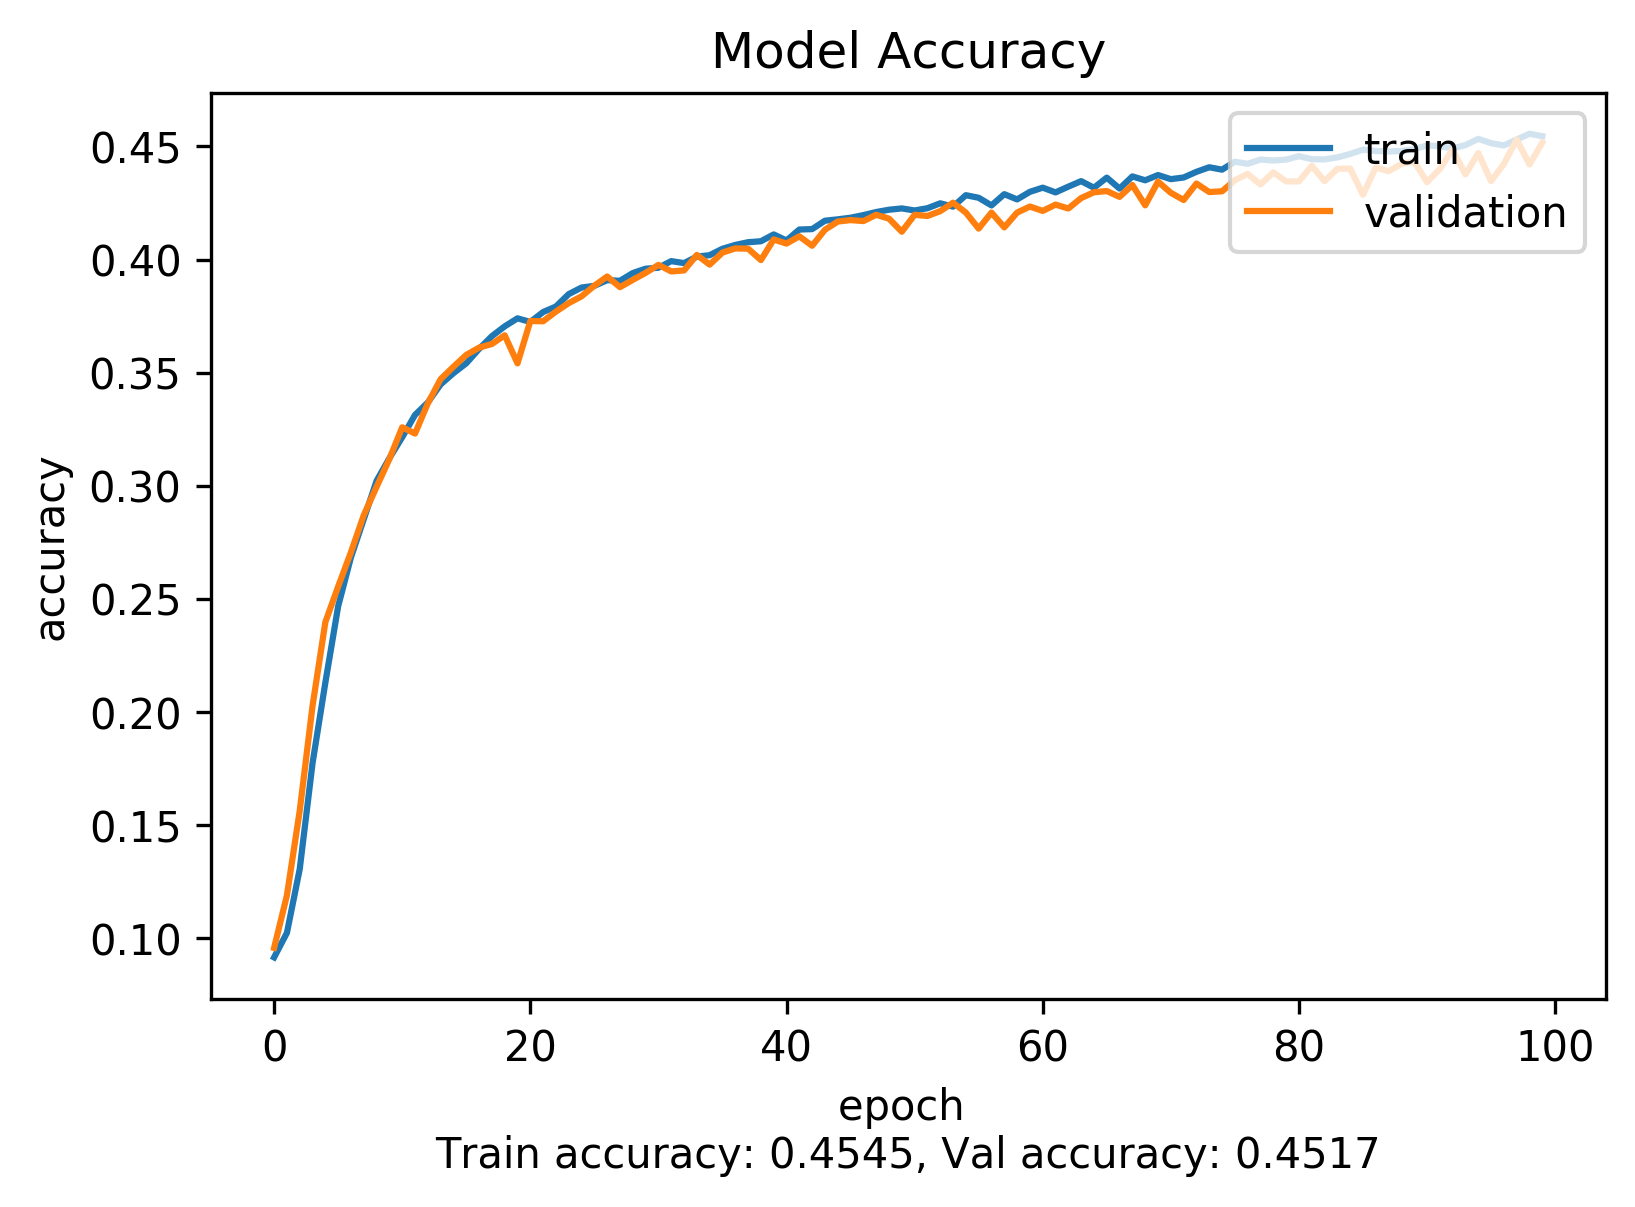 Model Accuracy
train
validation
0.45
0.40
0.35
0.30
0.25
0.20
0.15
0.10
accuracy
0 20 40 60 80 100
epoch
Train accuracy: 0.4545, Val accuracy: 0.4517